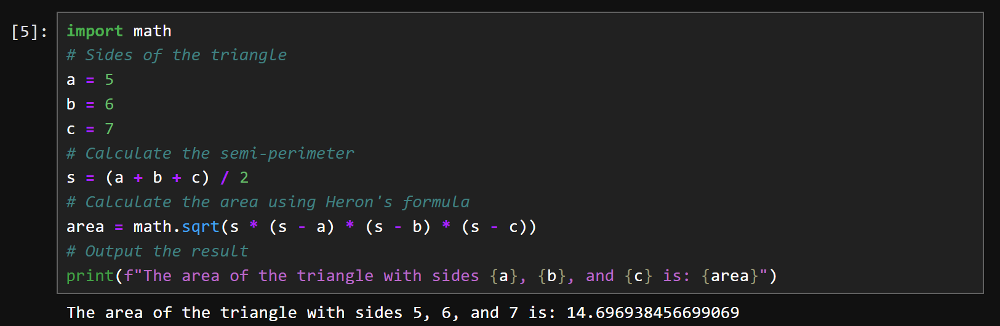 [5]:
import math
# Sides of the triangle
a = 5
b = 6
c = 7
# Calculate the semi-perimeter
s = (a + b + c) / 2
# Calculate the area using Heron's formula
area = math.sqrt(s * (s - a) * (s - b) * (s - c))
# Output the result
print(f"The area of the triangle with sides {a}, {b}, and {c} is: {area}")
The area of the triangle with sides 5, 6, and 7 is: 14.696938456699069